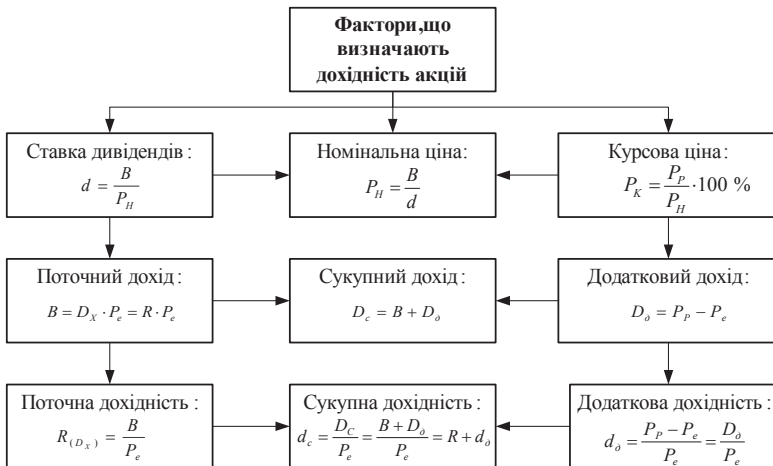 Фактори,що
визначають
дохідність акцій
Ставка дивідендів :
d = B / P_H
Номінальна ціна:
P_H = B / d
Курсова ціна:
P_K = P_P / P_H · 100 %
Поточний дохід :
B = D_X · P_e = R · P_e
Сукупний дохід :
D_c = B + D_д
Додатковий дохід :
D_д = P_P − P_e
Поточна дохідність :
R_(D_X) = B / P_e
Сукупна дохідність :
d_c = D_C / P_e = (B + D_д) / P_e = R + d_д
Додаткова дохідність :
d_д = (P_P − P_e) / P_e = D_д / P_e